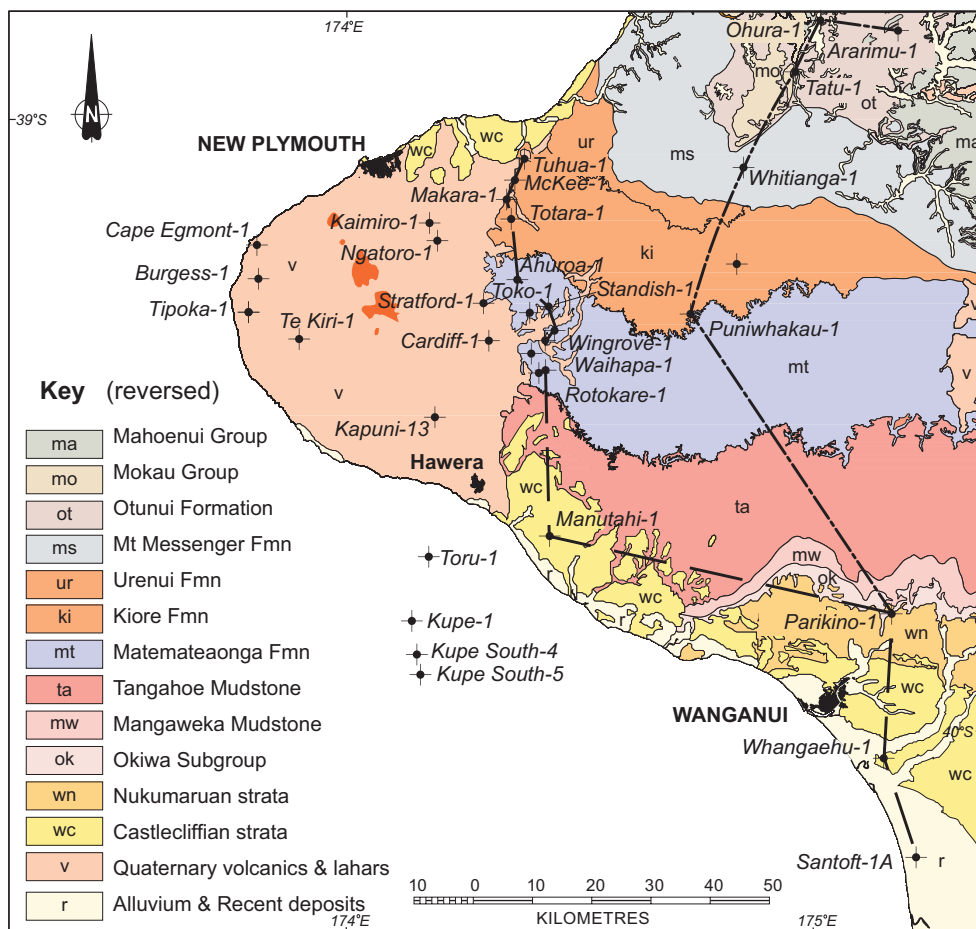 174°E
Ohura-1
Ararimu-1
mo
Tatu-1
ot
N
39°S
NEW PLYMOUTH
wc
wc
ur
ms
ma
Tuhua-1
McKee-1
Whitianga-1
Makara-1
Kaimiro-1
Totara-1
Cape Egmont-1
Ngatoro-1
ki
v
Ahuroa-1
Burgess-1
Toko-1
Stratford-1
Standish-1
Tipoka-1
Te Kiri-1
Puniwhakau-1
Cardiff-1
Wingrove-1
Waihapa-1
mt
v
v
Rotokare-1
Kapuni-13
Hawera
wc
ta
Manutahi-1
mw
ok
Toru-1
r
wc
r
Kupe-1
Parikino-1
wn
Kupe South-4
Kupe South-5
wc
WANGANUI
40°S
Whangaehu-1
wc
Santoft-1A
r
Key (reversed)
ma Mahoenui Group
mo Mokau Group
ot Otunui Formation
ms Mt Messenger Fmn
ur Urenui Fmn
ki Kiore Fmn
mt Matemateaonga Fmn
ta Tangahoe Mudstone
mw Mangaweka Mudstone
ok Okiwa Subgroup
wn Nukumaruan strata
wc Castlecliffian strata
v Quaternary volcanics & lahars
r Alluvium & Recent deposits
10 0 10 20 30 40 50
KILOMETRES
174°E
175°E